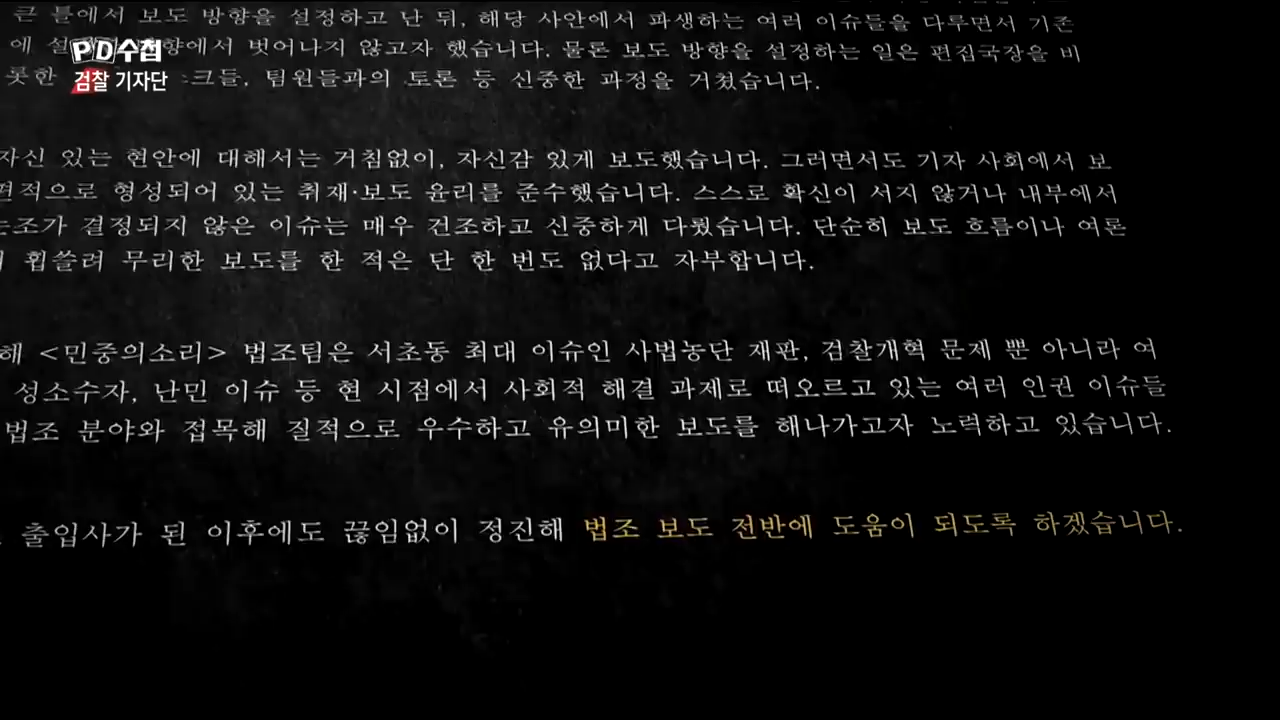 큰 틀에서 보도 방향을 설정하고 난 뒤, 해당 사안에서 파생하는 여러 이슈들을 다루면서 기존
에 벗어나지 않고자 했습니다. 물론 보도 방향을 설정하는 일은 편집국장을 비
PD수첩
롯한 팀원들과의 토론 등 신중한 과정을 거쳤습니다.
검찰 기자단
자신 있는 현안에 대해서는 거침없이, 자신감 있게 보도했습니다. 그러면서도 기자 사회에서 보
편적으로 형성되어 있는 취재·보도 윤리를 준수했습니다. 스스로 확신이 서지 않거나 내부에서
논조가 결정되지 않은 이슈는 매우 건조하고 신중하게 다뤘습니다. 단순히 보도 흐름이나 여론
휩쓸려 무리한 보도를 한 적은 단 한 번도 없다고 자부합니다.
해 <민중의소리> 법조팀은 서초동 최대 이슈인 사법농단 재판, 검찰개혁 문제 뿐 아니라 여
성소수자, 난민 이슈 등 현 시점에서 사회적 해결 과제로 떠오르고 있는 여러 인권 이슈들
법조 분야와 접목해 질적으로 우수하고 유의미한 보도를 해나가고자 노력하고 있습니다.
출입사가 된 이후에도 끊임없이 정진해 법조 보도 전반에 도움이 되도록 하겠습니다.